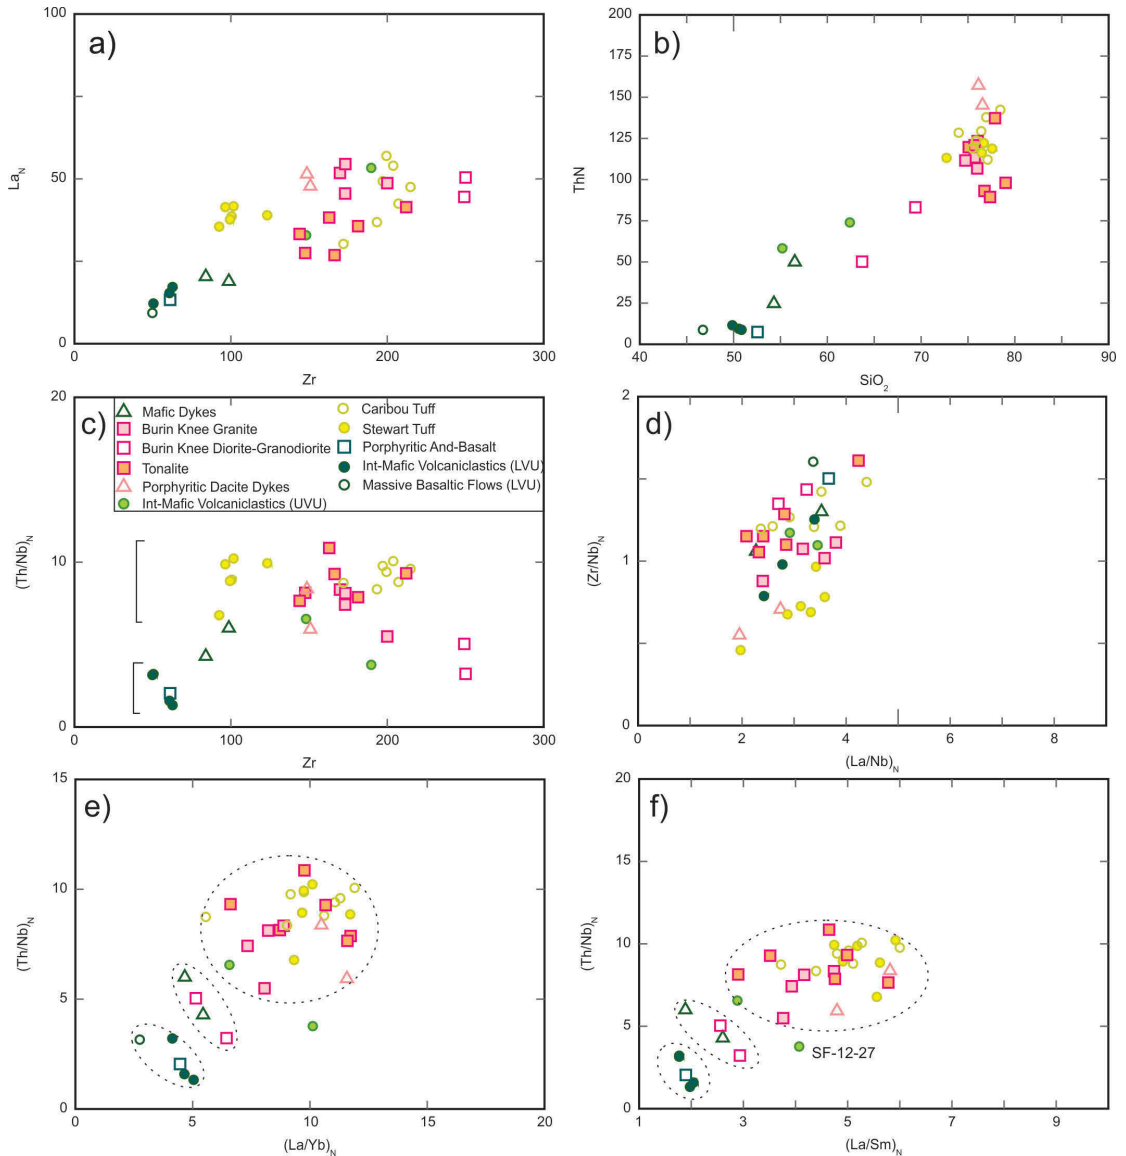 a)
100
50
0
La_N
0
100
200
300
Zr
b)
200
175
150
125
100
75
50
25
0
ThN
40
50
60
70
80
90
SiO₂
c)
20
10
0
(Th/Nb)_N
Mafic Dykes
Burin Knee Granite
Burin Knee Diorite-Granodiorite
Tonalite
Porphyritic Dacite Dykes
Int-Mafic Volcaniclastics (UVU)
Caribou Tuff
Stewart Tuff
Porphyritic And-Basalt
Int-Mafic Volcaniclastics (LVU)
Massive Basaltic Flows (LVU)
0
100
200
300
Zr
d)
2
1
0
(Zr/Nb)_N
0
2
4
6
8
(La/Nb)_N
e)
15
10
5
0
(Th/Nb)_N
0
5
10
15
20
(La/Yb)_N
f)
20
15
10
5
0
(Th/Nb)_N
SF-12-27
1
3
5
7
9
(La/Sm)_N